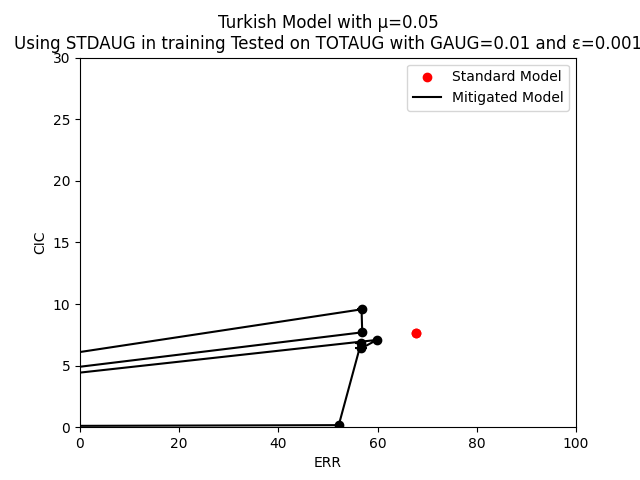 Turkish Model with μ=0.05
Using STDAUG in training Tested on TOTAUG with GAUG=0.01 and ε=0.001
Standard Model
Mitigated Model
30
25
20
15
10
5
0
CIC
0 20 40 60 80 100
ERR